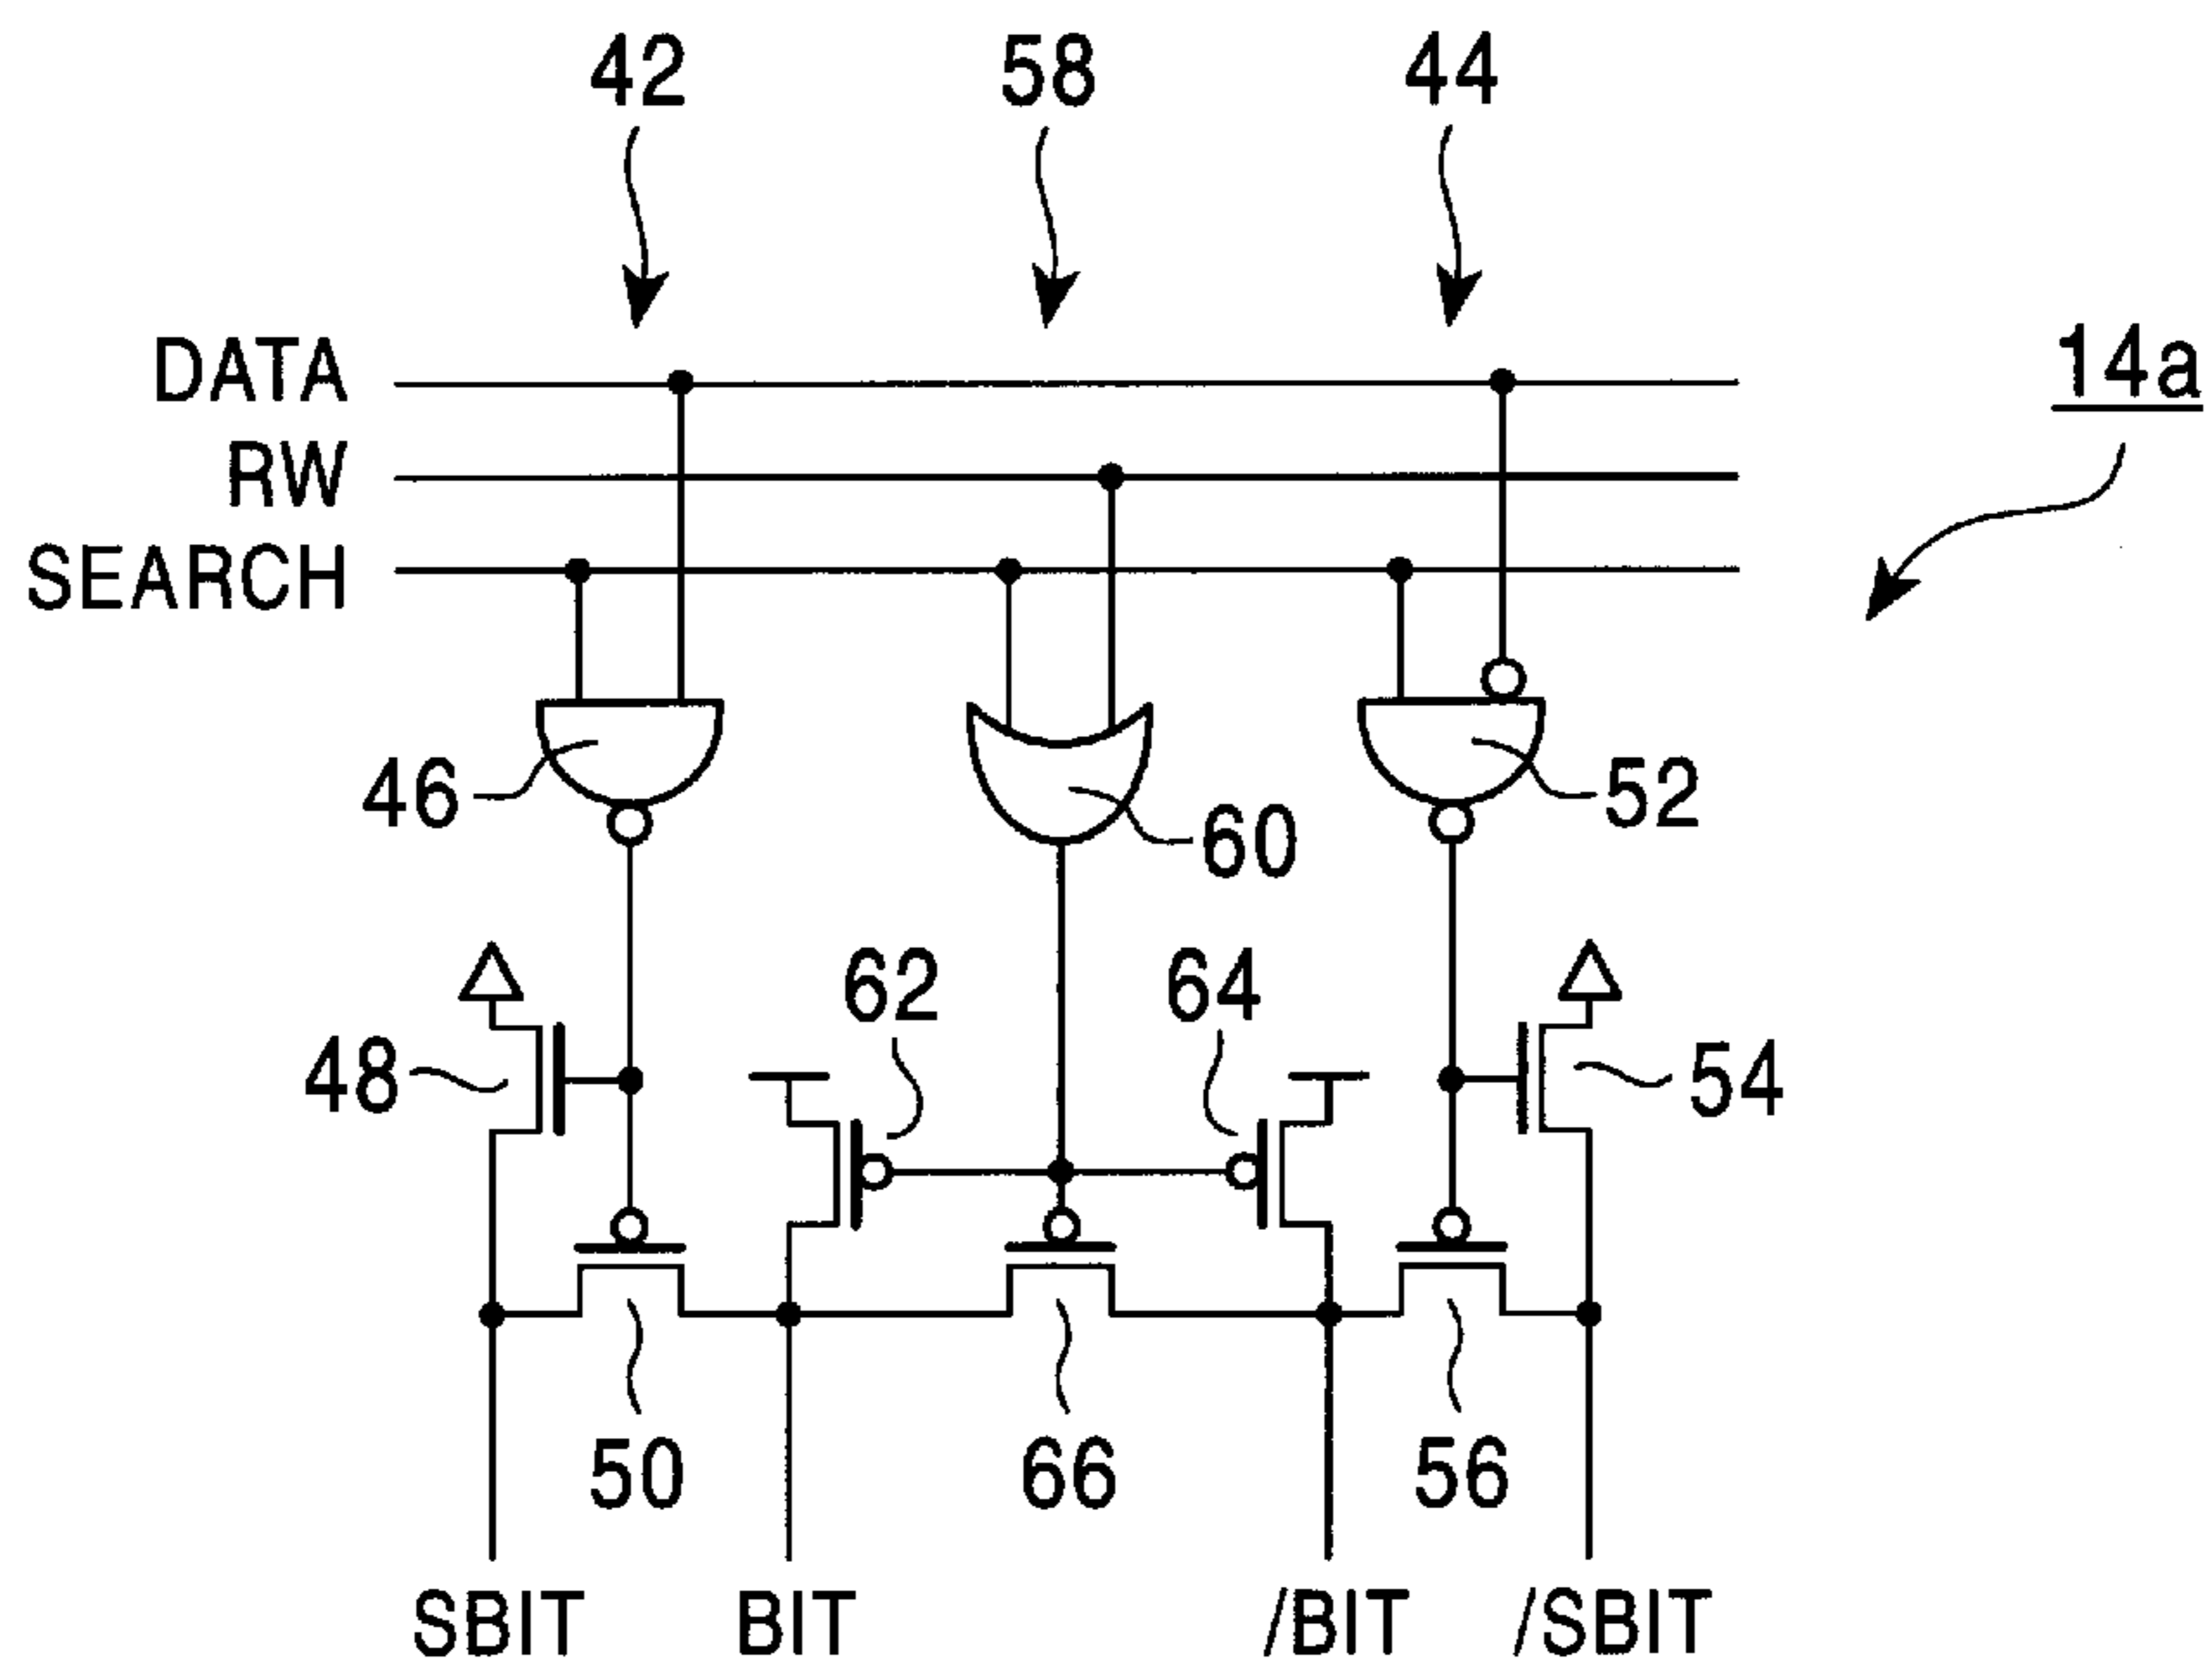 42 58 44
DATA
14a
RW
SEARCH
46 52
60
62 64
48 54
50 66 56
SBIT BIT /BIT /SBIT